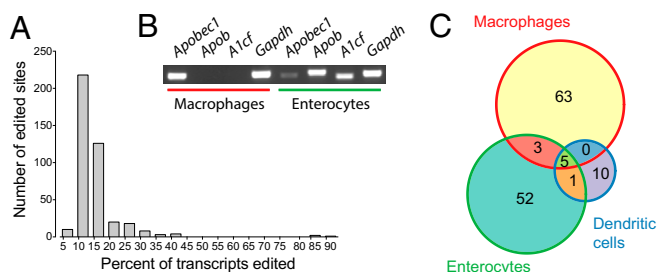 A
Number of edited sites
250
200
150
100
50
0
5 10 15 20 25 30 35 40 45 50 55 60 65 70 75 80 85 90
Percent of transcripts edited
B
Apobec1 Apob A1cf Gapdh Apobec1 Apob A1cf Gapdh
Macrophages Enterocytes
C
Macrophages
63
3 0
5
1 10
52
Dendritic
cells
Enterocytes